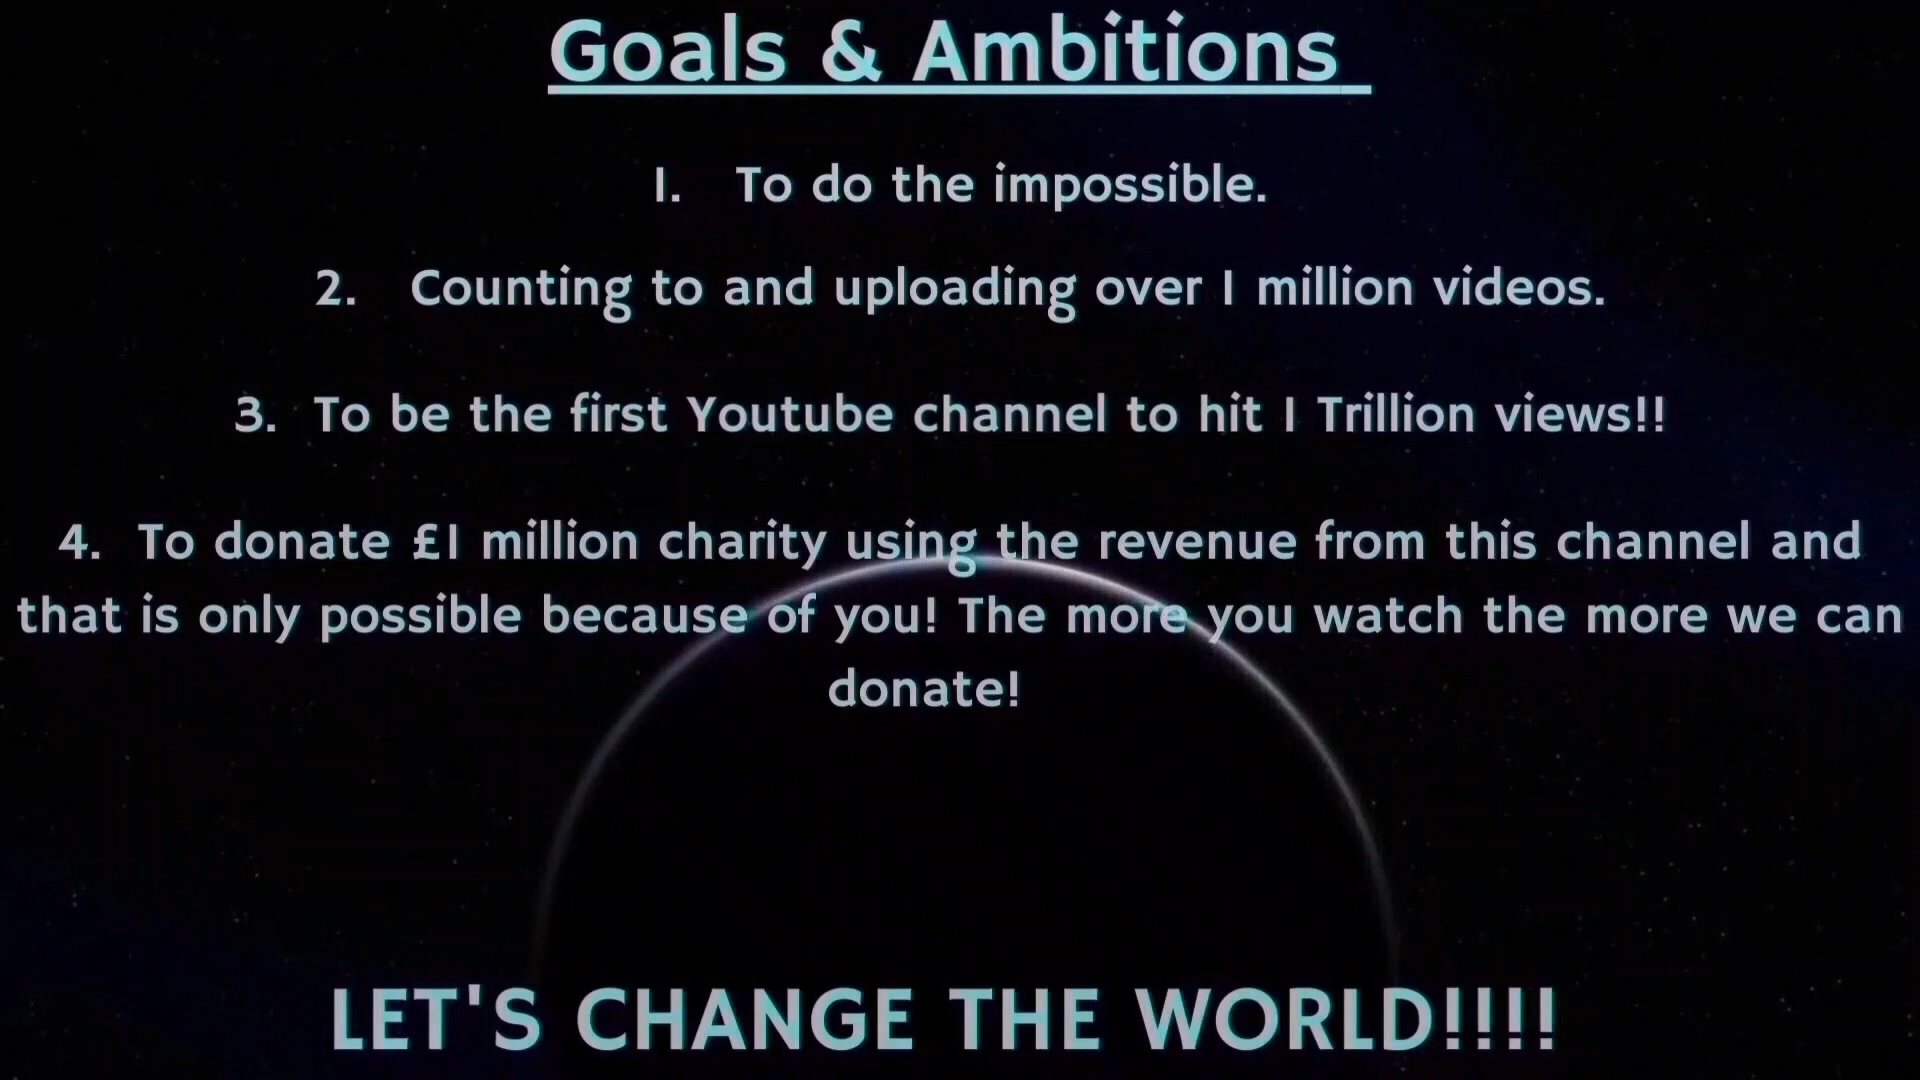 Goals & Ambitions
1. To do the impossible.
2. Counting to and uploading over 1 million videos.
3. To be the first Youtube channel to hit 1 Trillion views!!
4. To donate £1 million charity using the revenue from this channel and
that is only possible because of you! The more you watch the more we can
donate!
LET'S CHANGE THE WORLD!!!!